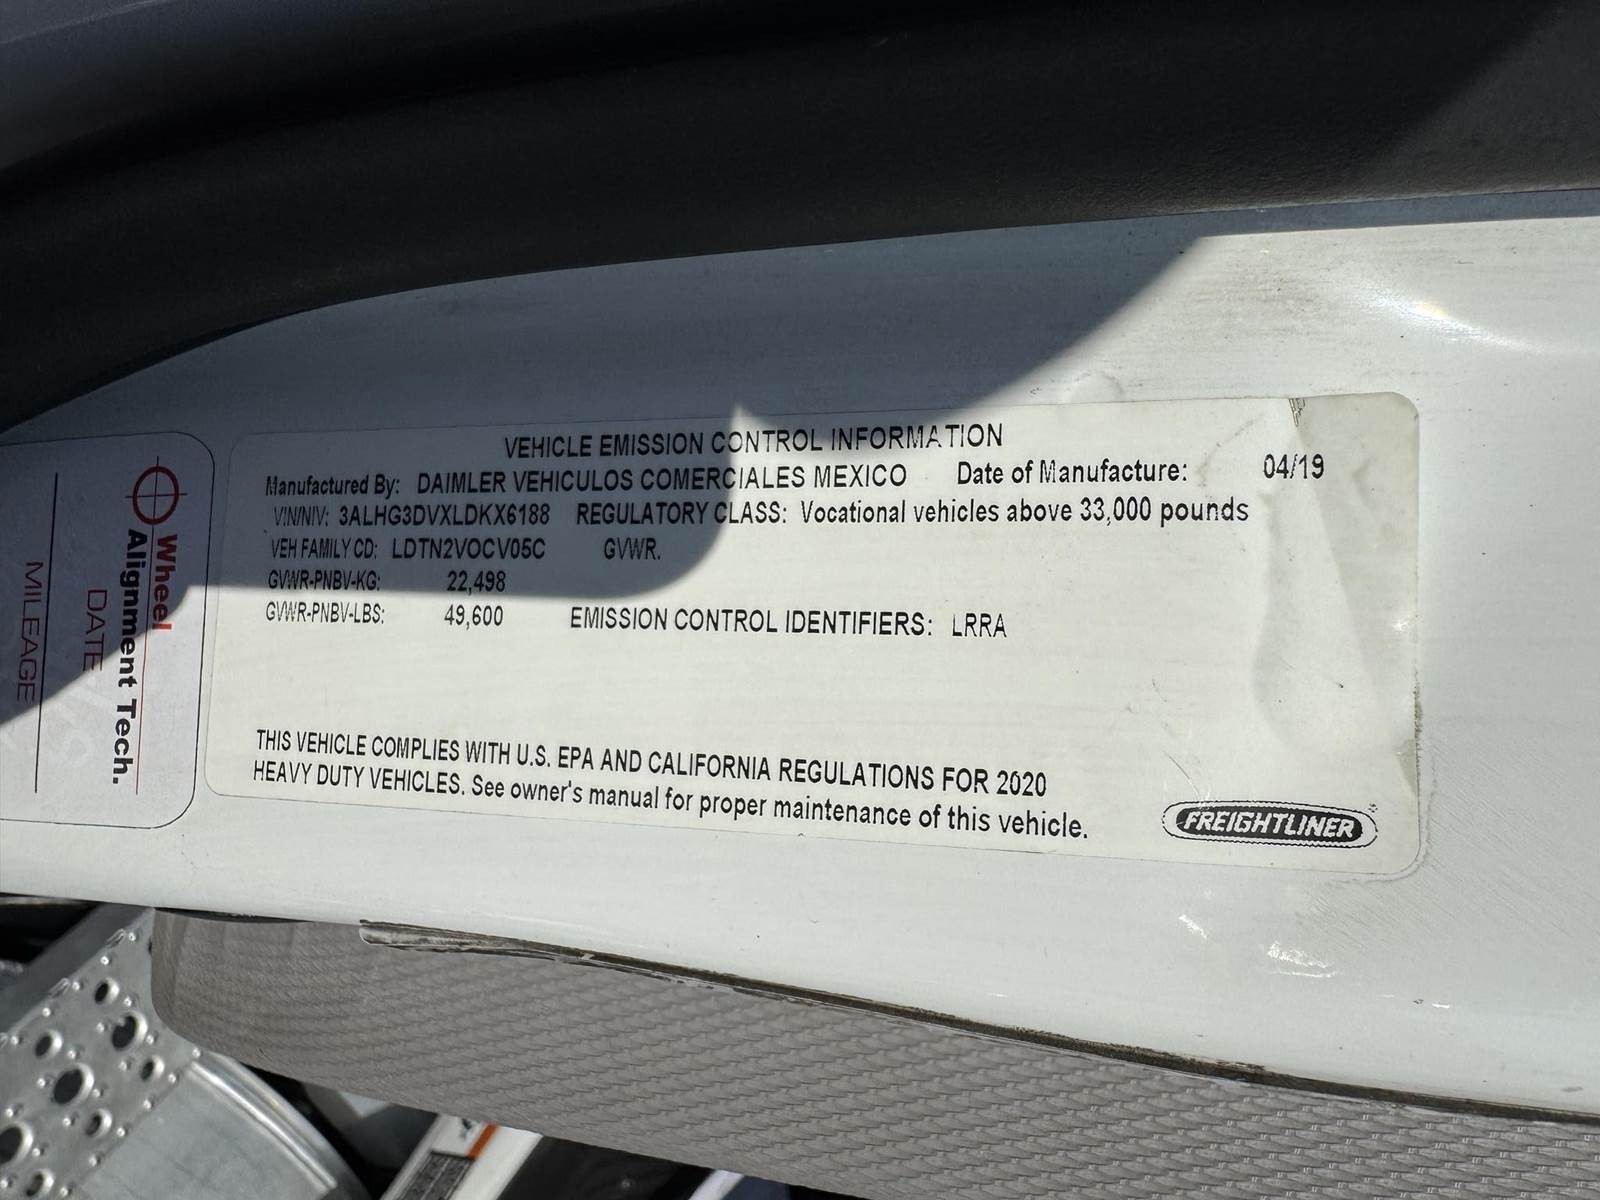 VEHICLE EMISSION CONTROL INFORMATION
Manufactured By: DAIMLER VEHICULOS COMERCIALES MEXICO Date of Manufacture: 04/19
VIN/NIV: 3ALHG3DVXLDKX6188 REGULATORY CLASS: Vocational vehicles above 33,000 pounds
VEH FAMILY CD: LDTN2VOCV05C GVWR.
GVWR-PNBV-KG: 22,498
GVWR-PNBV-LBS: 49,600 EMISSION CONTROL IDENTIFIERS: LRRA
THIS VEHICLE COMPLIES WITH U.S. EPA AND CALIFORNIA REGULATIONS FOR 2020
HEAVY DUTY VEHICLES. See owner's manual for proper maintenance of this vehicle.
FREIGHTLINER
Wheel
Alignment Tech.
DATE
MILEAGE